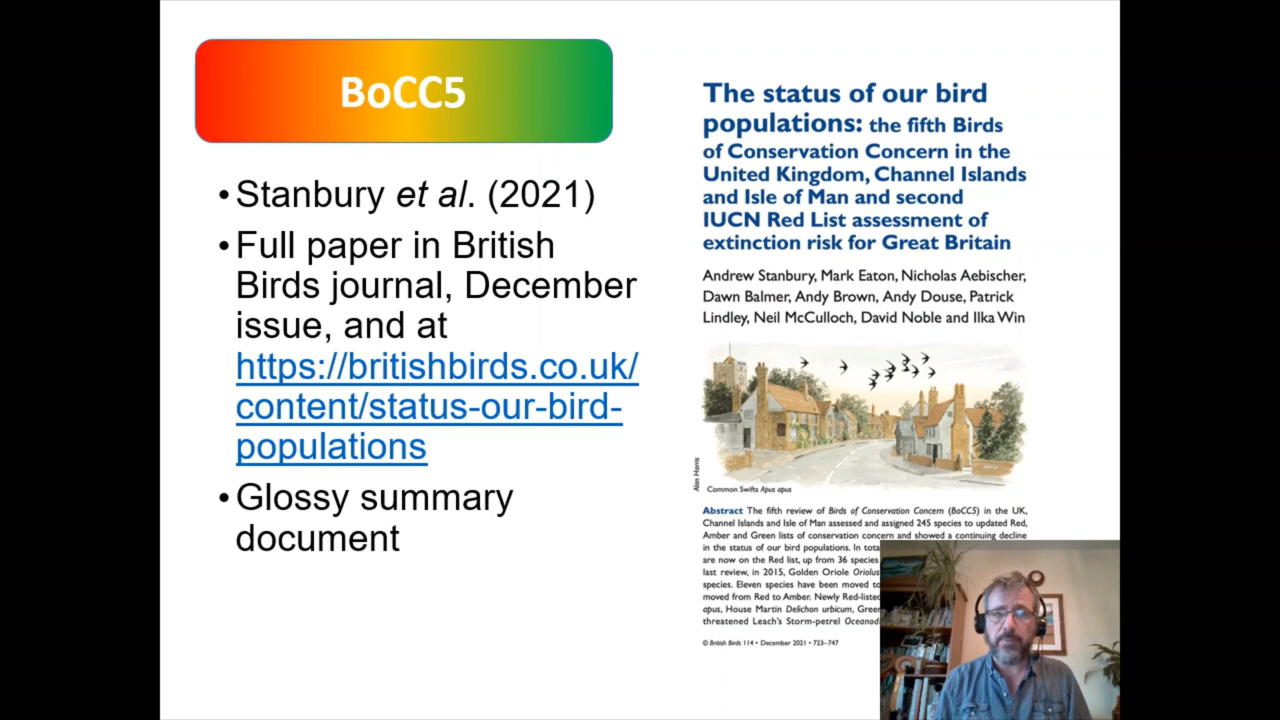 BoCC5
• Stanbury et al. (2021)
• Full paper in British
Birds journal, December
issue, and at
https://britishbirds.co.uk/
content/status-our-bird-
populations
• Glossy summary
document
The status of our bird
populations: the fifth Birds
of Conservation Concern in the
United Kingdom, Channel Islands
and Isle of Man and second
IUCN Red List assessment of
extinction risk for Great Britain
Andrew Stanbury, Mark Eaton, Nicholas Aebischer,
Dawn Balmer, Andy Brown, Andy Douse, Patrick
Lindley, Neil McCulloch, David Noble and Ilka Win
Alan Harris
Common Swifts Apus apus
Abstract The fifth review of Birds of Conservation Concern (BoCC5) in the UK,
Channel Islands and Isle of Man assessed and assigned 245 species to updated Red,
Amber and Green lists of conservation concern and showed a continuing decline
in the status of our bird populations. In tota
are now on the Red list, up from 36 species
last review, in 2015, Golden Oriole Oriolus
species. Eleven species have been moved to
moved from Red to Amber. Newly Red-listed
apus, House Martin Delichon urbicum, Green
threatened Leach's Storm-petrel Oceanod
© British Birds 114 • December 2021 • 723–747